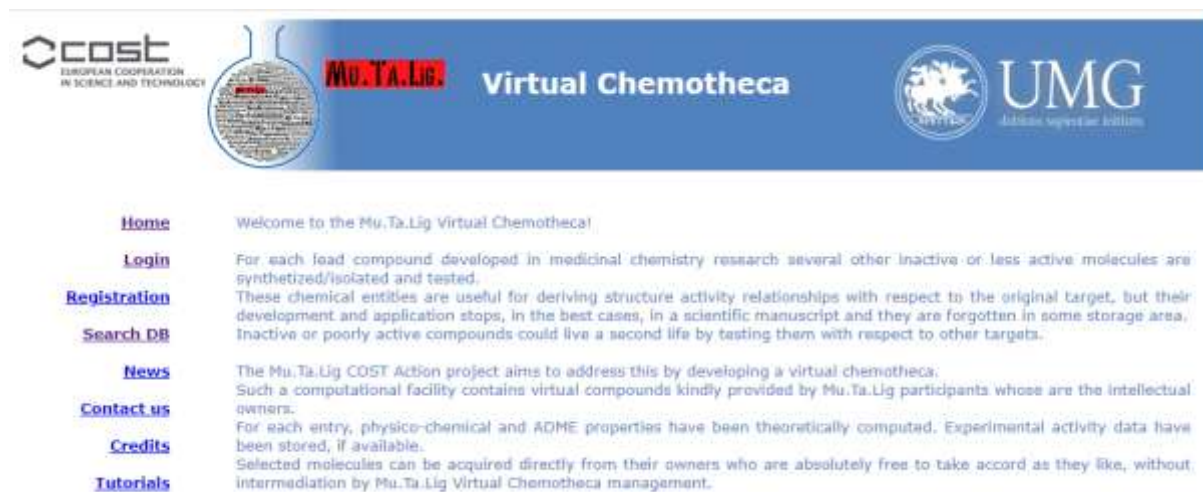 cost
EUROPEAN COOPERATION
IN SCIENCE AND TECHNOLOGY
Mu.Ta.Lig.
Virtual Chemotheca
UMG
Home
Login
Registration
Search DB
News
Contact us
Credits
Tutorials
Welcome to the Mu.Ta.Lig Virtual Chemotheca!
For each lead compound developed in medicinal chemistry research several other inactive or less active molecules are
synthetized/isolated and tested.
These chemical entities are useful for deriving structure activity relationships with respect to the original target, but their
development and application stops, in the best cases, in a scientific manuscript and they are forgotten in some storage area.
Inactive or poorly active compounds could live a second life by testing them with respect to other targets.
The Mu.Ta.Lig COST Action project aims to address this by developing a virtual chemotheca.
Such a computational facility contains virtual compounds kindly provided by Mu.Ta.Lig participants whose are the intellectual
owners.
For each entry, physico-chemical and ADME properties have been theoretically computed. Experimental activity data have
been stored, if available.
Selected molecules can be acquired directly from their owners who are absolutely free to take accord as they like, without
intermediation by Mu.Ta.Lig Virtual Chemotheca management.